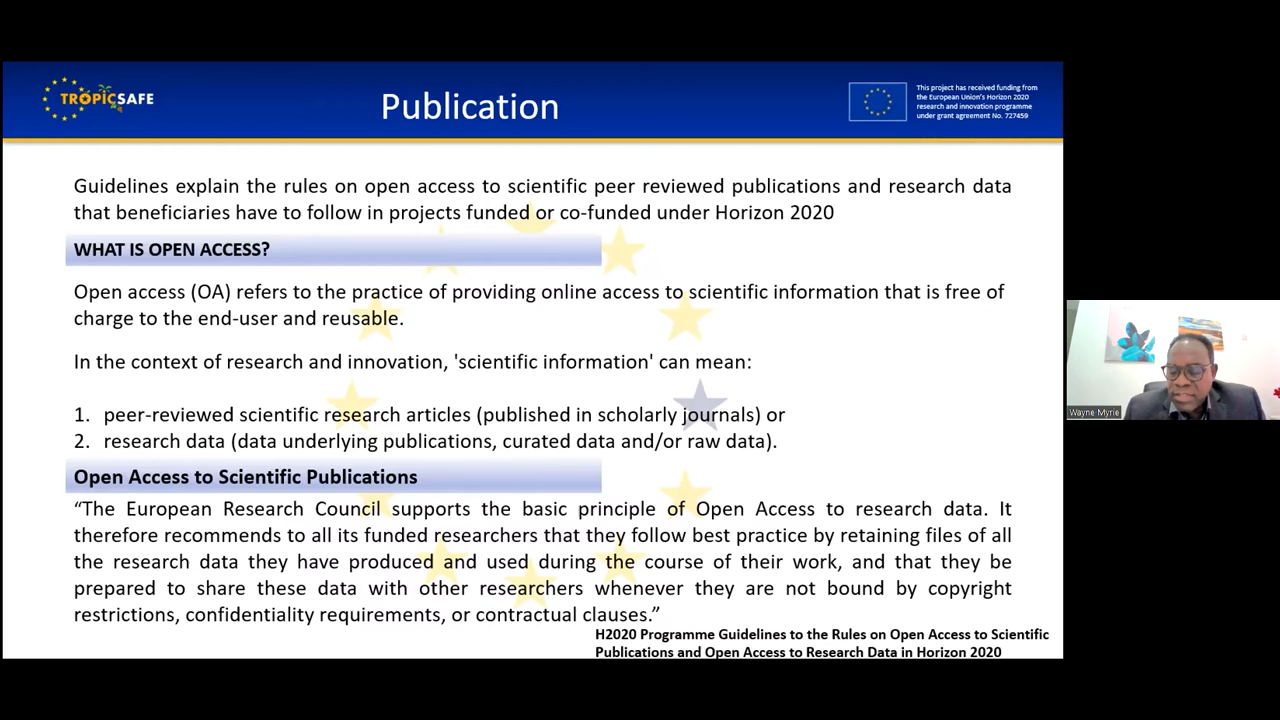 TROPICSAFE
Publication
This project has received funding from
the European Union's Horizon 2020
research and innovation programme
under grant agreement No. 727459
Guidelines explain the rules on open access to scientific peer reviewed publications and research data
that beneficiaries have to follow in projects funded or co-funded under Horizon 2020
WHAT IS OPEN ACCESS?
Open access (OA) refers to the practice of providing online access to scientific information that is free of
charge to the end-user and reusable.
In the context of research and innovation, 'scientific information' can mean:
1. peer-reviewed scientific research articles (published in scholarly journals) or
2. research data (data underlying publications, curated data and/or raw data).
Open Access to Scientific Publications
“The European Research Council supports the basic principle of Open Access to research data. It
therefore recommends to all its funded researchers that they follow best practice by retaining files of all
the research data they have produced and used during the course of their work, and that they be
prepared to share these data with other researchers whenever they are not bound by copyright
restrictions, confidentiality requirements, or contractual clauses.”
H2020 Programme Guidelines to the Rules on Open Access to Scientific
Publications and Open Access to Research Data in Horizon 2020
Wayne Myrie